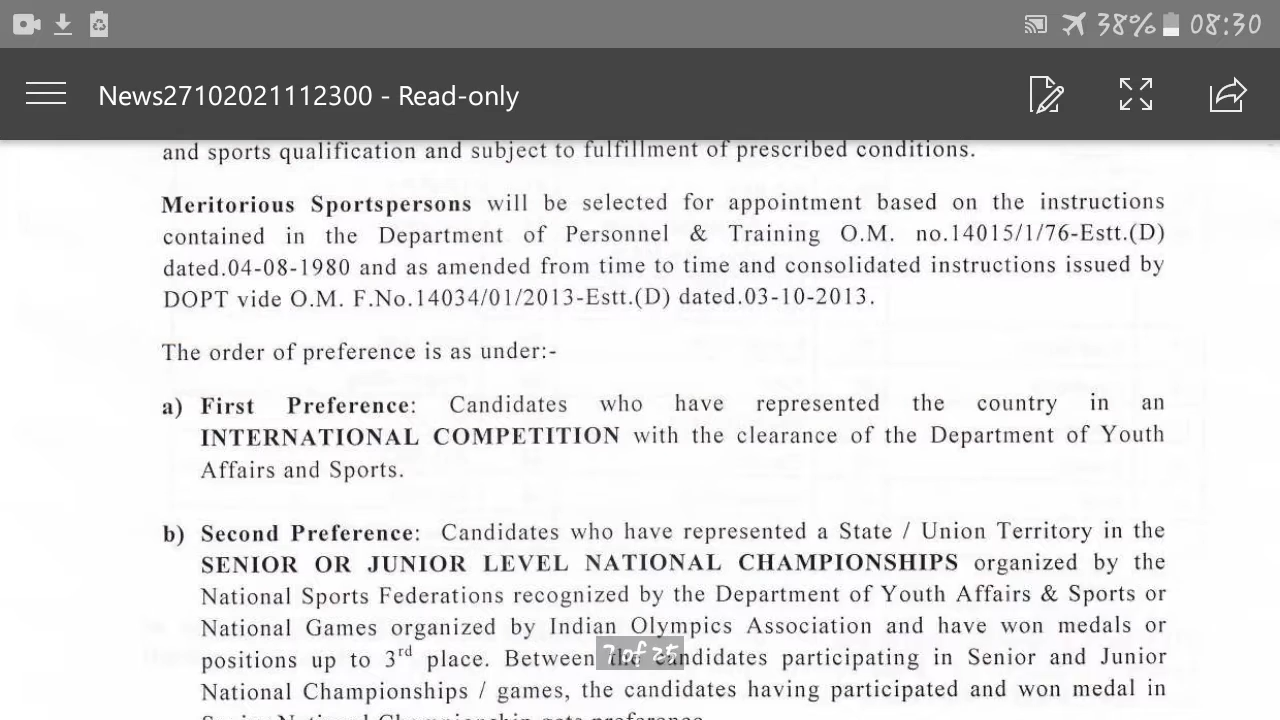 38% 08:30
News27102021112300 - Read-only
and sports qualification and subject to fulfillment of prescribed conditions.
Meritorious Sportspersons will be selected for appointment based on the instructions
contained in the Department of Personnel & Training O.M. no.14015/1/76-Estt.(D)
dated.04-08-1980 and as amended from time to time and consolidated instructions issued by
DOPT vide O.M. F.No.14034/01/2013-Estt.(D) dated.03-10-2013.
The order of preference is as under:-
a) First Preference: Candidates who have represented the country in an
INTERNATIONAL COMPETITION with the clearance of the Department of Youth
Affairs and Sports.
b) Second Preference: Candidates who have represented a State / Union Territory in the
SENIOR OR JUNIOR LEVEL NATIONAL CHAMPIONSHIPS organized by the
National Sports Federations recognized by the Department of Youth Affairs & Sports or
National Games organized by Indian Olympics Association and have won medals or
positions up to 3rd place. Between the candidates participating in Senior and Junior
7 of 25
National Championships / games, the candidates having participated and won medal in
Senior National Championship gets preference.